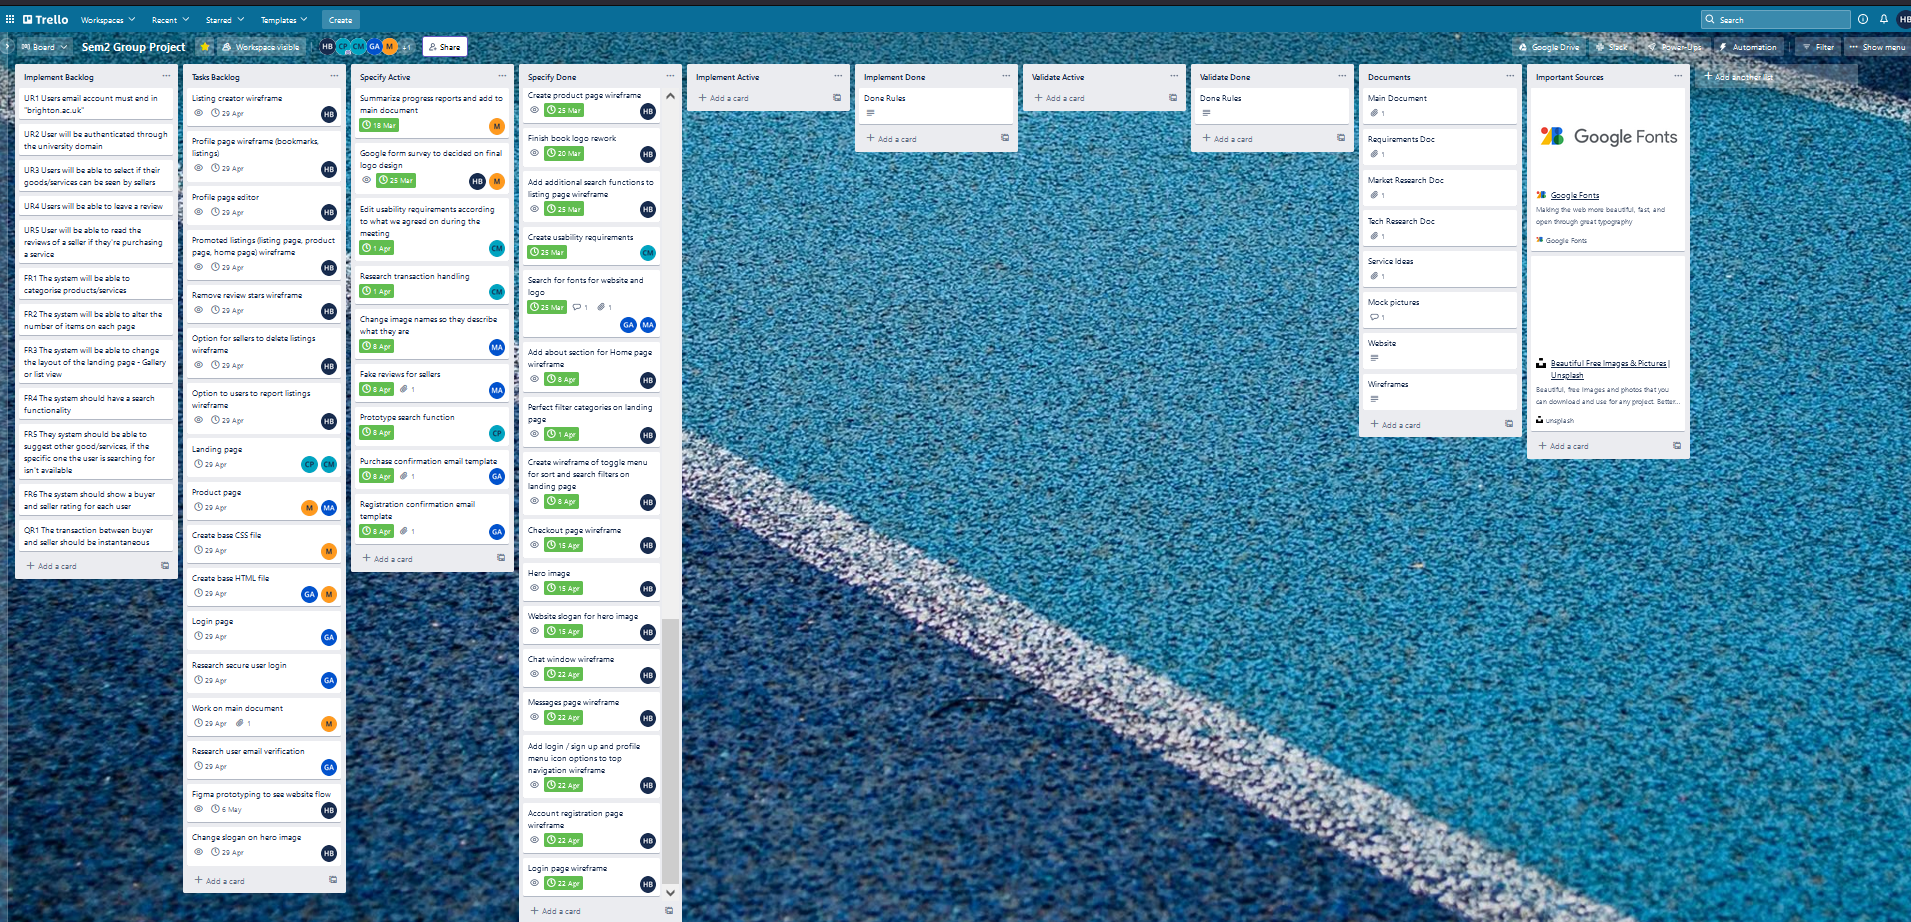 Trello
Workspaces
Recent
Starred
Templates
Create
Search
HB
Board
Sem2 Group Project
Workspace visible
HB
CP
CM
GA
M
+1
Share
Google Drive
Slack
Power-Ups
Automation
Filter
Show menu
Implement Backlog
UR1 Users email account must end in
"brighton.ac.uk"
UR2 User will be authenticated through
the university domain
UR3 Users will be able to select if their
goods/services can be seen by sellers
UR4 Users will be able to leave a review
UR5 User will be able to read the
reviews of a seller if they're purchasing
a service
FR1 The system will be able to
categorise products/services
FR2 The system will be able to alter the
number of items on each page
FR3 The system will be able to change
the layout of the landing page - Gallery
or list view
FR4 The system should have a search
functionality
FR5 They system should be able to
suggest other good/services, if the
specific one the user is searching for
isn't available
FR6 The system should show a buyer
and seller rating for each user
QR1 The transaction between buyer
and seller should be instantaneous
+ Add a card
Tasks Backlog
Listing creator wireframe
29 Apr
HB
Profile page wireframe (bookmarks,
listings)
29 Apr
HB
Profile page editor
29 Apr
HB
Promoted listings (listing page, product
page, home page) wireframe
29 Apr
HB
Remove review stars wireframe
29 Apr
HB
Option for sellers to delete listings
wireframe
29 Apr
HB
Option to users to report listings
wireframe
29 Apr
HB
Landing page
29 Apr
CP CM
Product page
29 Apr
M MA
Create base CSS file
29 Apr
M
Create base HTML file
29 Apr
GA M
Login page
29 Apr
GA
Research secure user login
29 Apr
GA
Work on main document
29 Apr 1
M
Research user email verification
29 Apr
GA
Figma prototyping to see website flow
6 May
HB
Change slogan on hero image
29 Apr
HB
+ Add a card
Specify Active
Summarize progress reports and add to
main document
18 Mar
M
Google form survey to decided on final
logo design
25 Mar
HB M
Edit usability requirements according
to what we agreed on during the
meeting
1 Apr
CM
Research transaction handling
1 Apr
CM
Change image names so they describe
what they are
8 Apr
MA
Fake reviews for sellers
8 Apr 1
MA
Prototype search function
8 Apr
CP
Purchase confirmation email template
8 Apr 1
GA
Registration confirmation email
template
8 Apr 1
GA
+ Add a card
Specify Done
Create product page wireframe
25 Mar
HB
Finish book logo rework
20 Mar
HB
Add additional search functions to
listing page wireframe
25 Mar
HB
Create usability requirements
25 Mar
CM
Search for fonts for website and
logo
25 Mar 1 1
GA MA
Add about section for Home page
wireframe
8 Apr
HB
Perfect filter categories on landing
page
1 Apr
HB
Create wireframe of toggle menu
for sort and search filters on
landing page
8 Apr
HB
Checkout page wireframe
15 Apr
HB
Hero image
15 Apr
HB
Website slogan for hero image
15 Apr
HB
Chat window wireframe
22 Apr
HB
Messages page wireframe
22 Apr
HB
Add login / sign up and profile
menu icon options to top
navigation wireframe
22 Apr
HB
Account registration page
wireframe
22 Apr
HB
Login page wireframe
22 Apr
HB
+ Add a card
Implement Active
+ Add a card
Implement Done
Done Rules
+ Add a card
Validate Active
+ Add a card
Validate Done
Done Rules
+ Add a card
Documents
Main Document
1
Requirements Doc
1
Market Research Doc
1
Tech Research Doc
1
Service Ideas
1
Mock pictures
1
Website
Wireframes
+ Add a card
Important Sources
Google Fonts
Google Fonts
Making the web more beautiful, fast, and
open through great typography
Google Fonts
Beautiful Free Images & Pictures |
Unsplash
Beautiful, free images and photos that you
can download and use for any project. Better...
unsplash
+ Add a card
+ Add another list